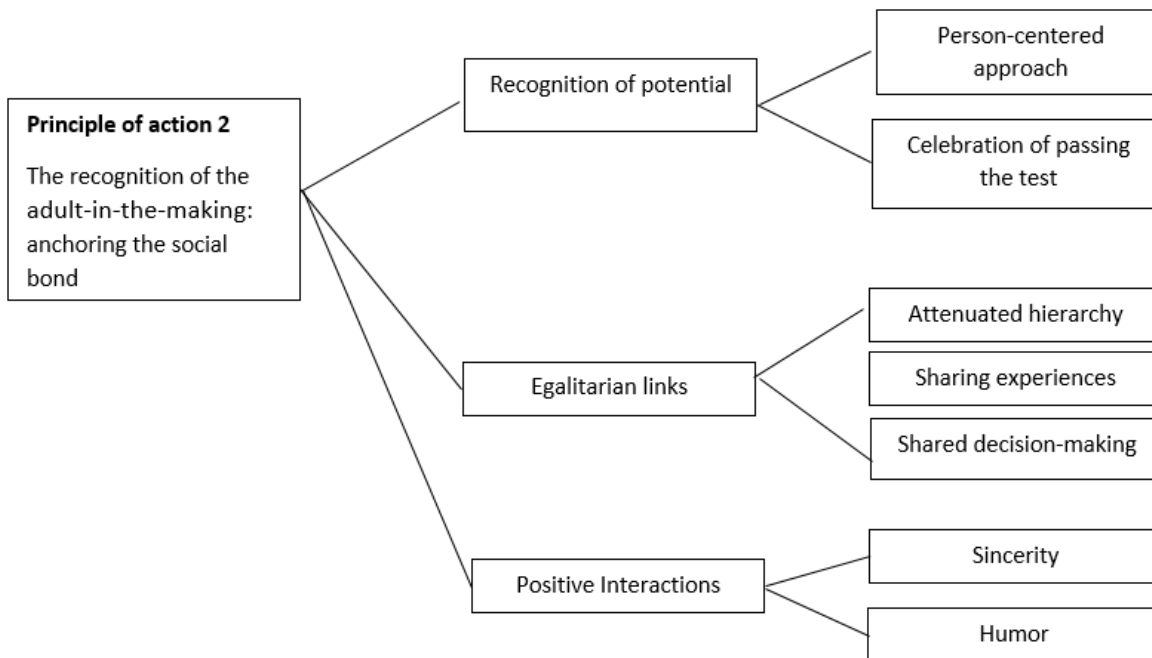 Principle of action 2
The recognition of the
adult-in-the-making:
anchoring the social
bond
Recognition of potential
Person-centered
approach
Celebration of passing
the test
Egalitarian links
Attenuated hierarchy
Sharing experiences
Shared decision-making
Positive Interactions
Sincerity
Humor